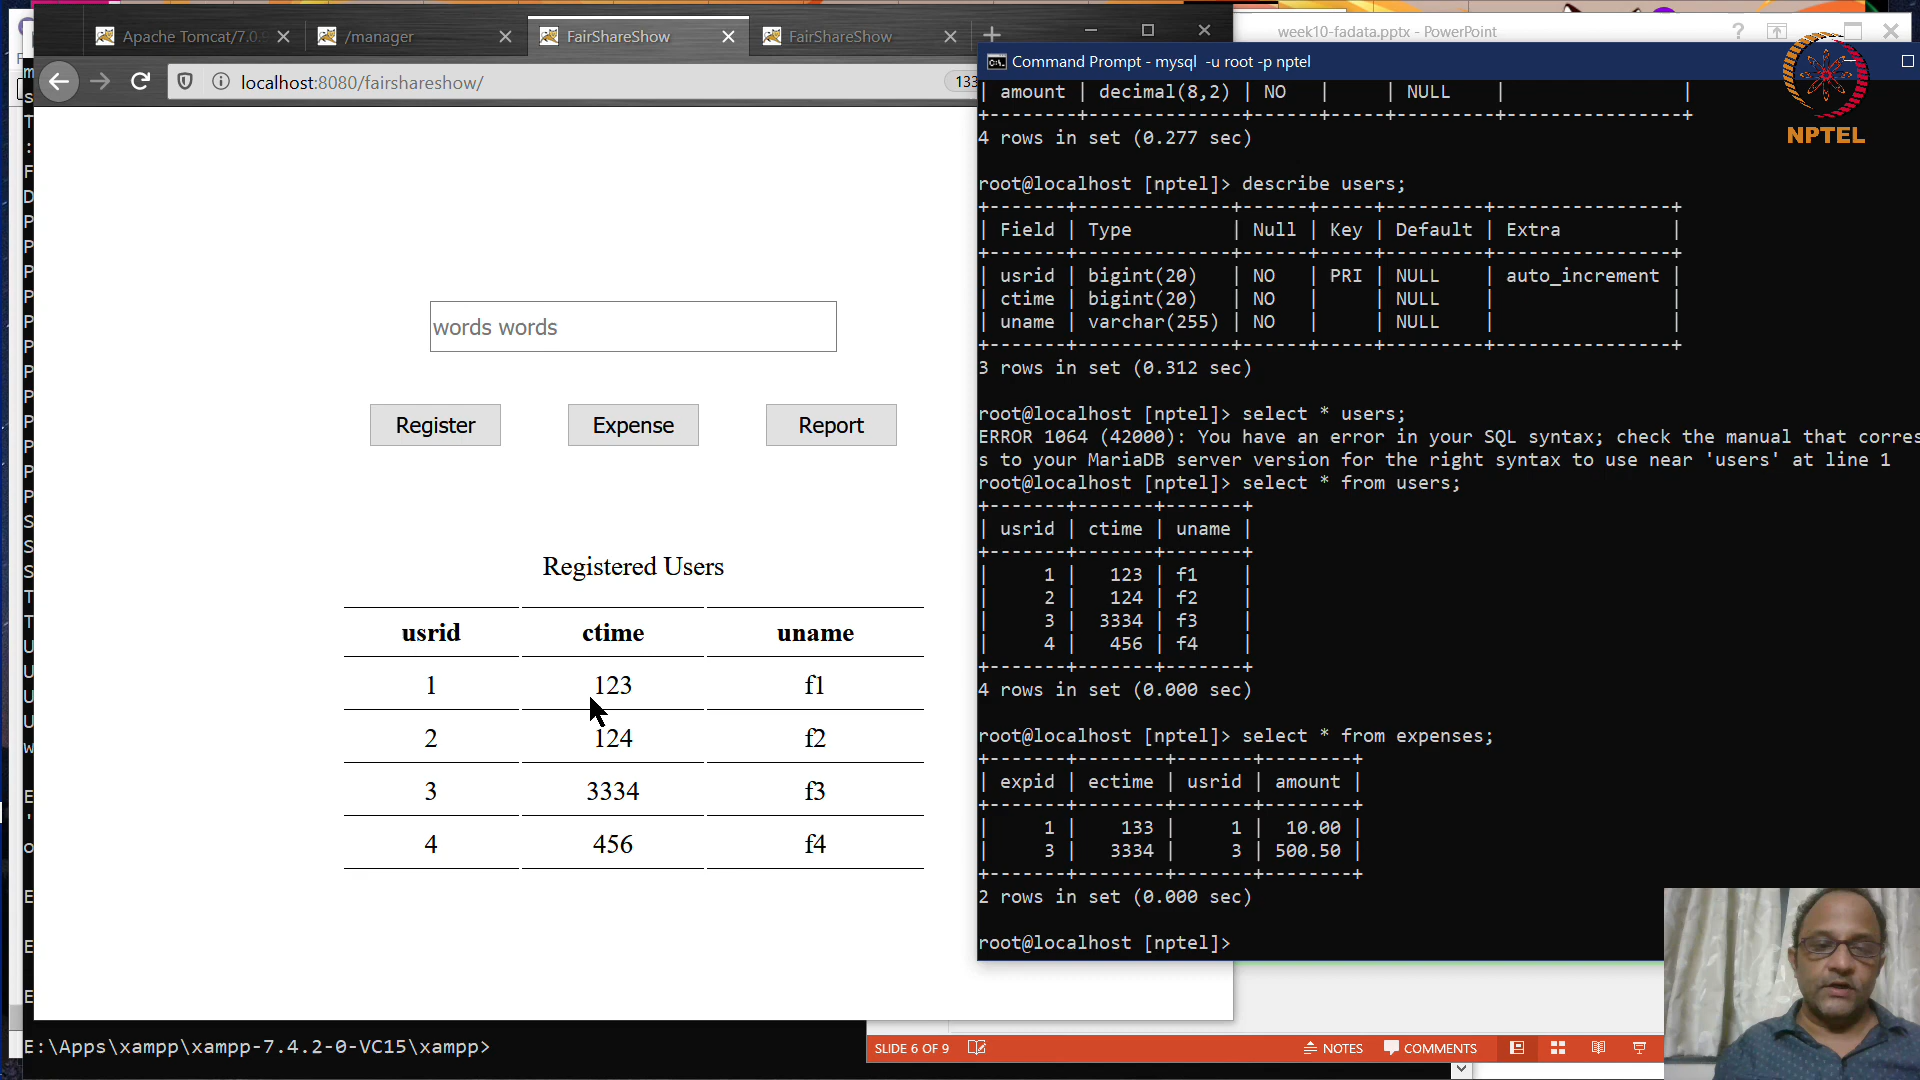 Apache Tomcat/7.0.9
/manager
FairShareShow
FairShareShow
week10-fadata.pptx - PowerPoint
localhost:8080/fairshareshow/
133
words words
Register
Expense
Report
Registered Users
usrid ctime uname
1 123 f1
2 124 f2
3 3334 f3
4 456 f4
Command Prompt - mysql -u root -p nptel
NPTEL
| amount | decimal(8,2) | NO | | NULL | |
+--------+--------------+------+-----+---------+----------------+
4 rows in set (0.277 sec)
root@localhost [nptel]> describe users;
+-------+--------------+------+-----+---------+----------------+
| Field | Type | Null | Key | Default | Extra |
+-------+--------------+------+-----+---------+----------------+
| usrid | bigint(20) | NO | PRI | NULL | auto_increment |
| ctime | bigint(20) | NO | | NULL | |
| uname | varchar(255) | NO | | NULL | |
+-------+--------------+------+-----+---------+----------------+
3 rows in set (0.312 sec)
root@localhost [nptel]> select * users;
ERROR 1064 (42000): You have an error in your SQL syntax; check the manual that corres
s to your MariaDB server version for the right syntax to use near 'users' at line 1
root@localhost [nptel]> select * from users;
+-------+-------+-------+
| usrid | ctime | uname |
+-------+-------+-------+
| 1 | 123 | f1 |
| 2 | 124 | f2 |
| 3 | 3334 | f3 |
| 4 | 456 | f4 |
+-------+-------+-------+
4 rows in set (0.000 sec)
root@localhost [nptel]> select * from expenses;
+-------+--------+-------+--------+
| expid | ectime | usrid | amount |
+-------+--------+-------+--------+
| 1 | 133 | 1 | 10.00 |
| 3 | 3334 | 3 | 500.50 |
+-------+--------+-------+--------+
2 rows in set (0.000 sec)
root@localhost [nptel]>
E:\Apps\xampp\xampp-7.4.2-0-VC15\xampp>
SLIDE 6 OF 9
NOTES
COMMENTS